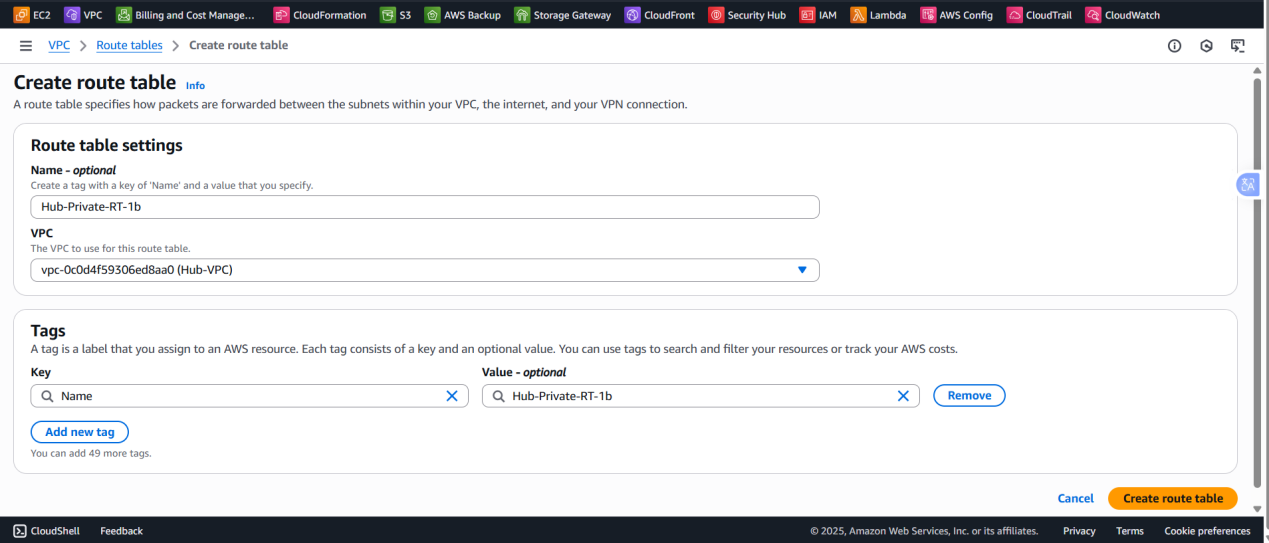 EC2 VPC Billing and Cost Manage... CloudFormation S3 AWS Backup Storage Gateway CloudFront Security Hub IAM Lambda AWS Config CloudTrail CloudWatch
VPC > Route tables > Create route table
Create route table Info
A route table specifies how packets are forwarded between the subnets within your VPC, the internet, and your VPN connection.
Route table settings
Name - optional
Create a tag with a key of 'Name' and a value that you specify.
Hub-Private-RT-1b
VPC
The VPC to use for this route table.
vpc-0c0d4f59306ed8aa0 (Hub-VPC)
Tags
A tag is a label that you assign to an AWS resource. Each tag consists of a key and an optional value. You can use tags to search and filter your resources or track your AWS costs.
Key Value - optional
Name Hub-Private-RT-1b Remove
Add new tag
You can add 49 more tags.
Cancel Create route table
CloudShell Feedback © 2025, Amazon Web Services, Inc. or its affiliates. Privacy Terms Cookie preferences